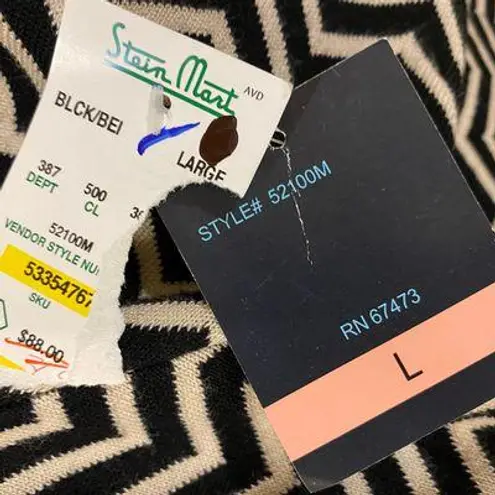 Stein Mart
AVD
BLCK/BEI
LARGE
387 500
DEPT CL
52100M
VENDOR STYLE NU
53354767
SKU
$88.00
STYLE# 52100M
RN 67473
L